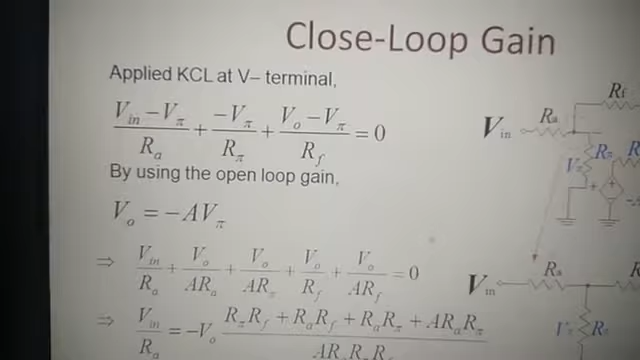 Close-Loop Gain
Applied KCL at V– terminal,
(V_in − V_π)/R_a + (−V_π)/R_π + (V_o − V_π)/R_f = 0
By using the open loop gain,
V_o = −AV_π
⇒ V_in/R_a + V_o/(AR_a) + V_o/(AR_π) + V_o/R_f + V_o/(AR_f) = 0
⇒ V_in/R_a = −V_o (R_πR_f + R_aR_f + R_aR_π + AR_aR_π)/
R_f
V_in R_a
R_π R
V_π
+ +
V_in R_a R
V_π R_π